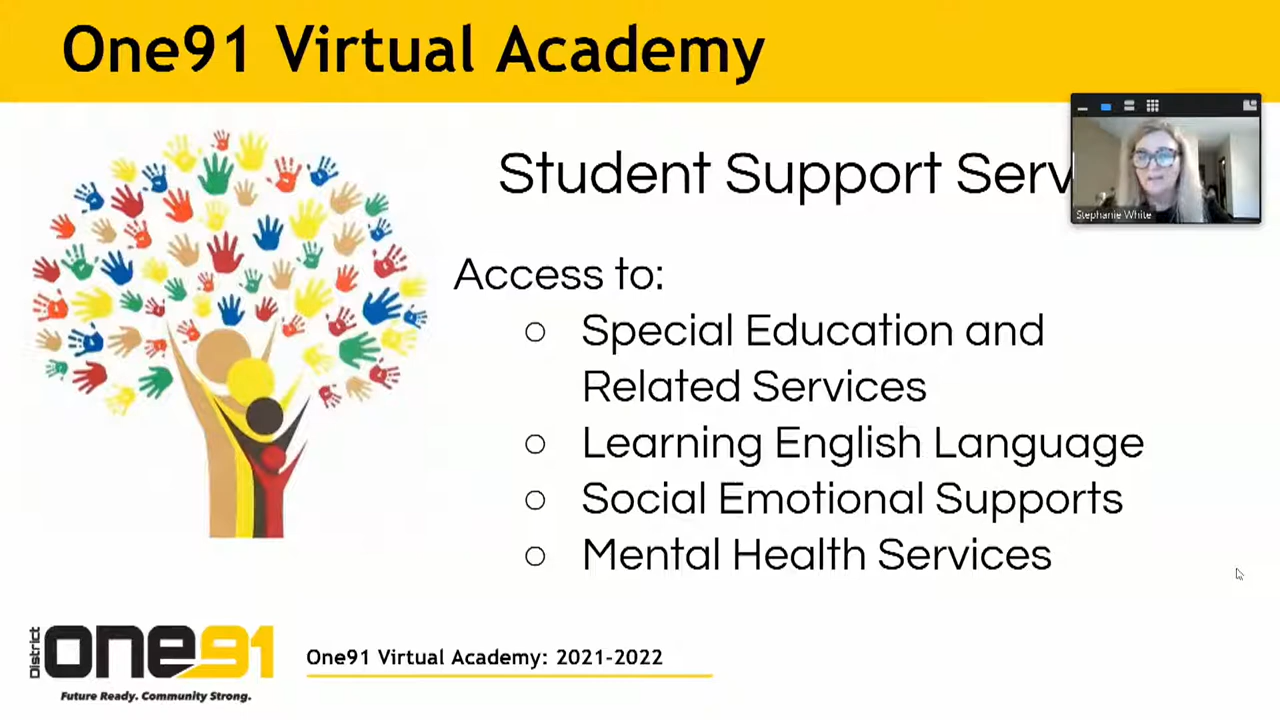 One91 Virtual Academy
Student Support Serv
Stephanie White
Access to:
○ Special Education and
Related Services
○ Learning English Language
○ Social Emotional Supports
○ Mental Health Services
District
one91
Future Ready. Community Strong.
One91 Virtual Academy: 2021-2022